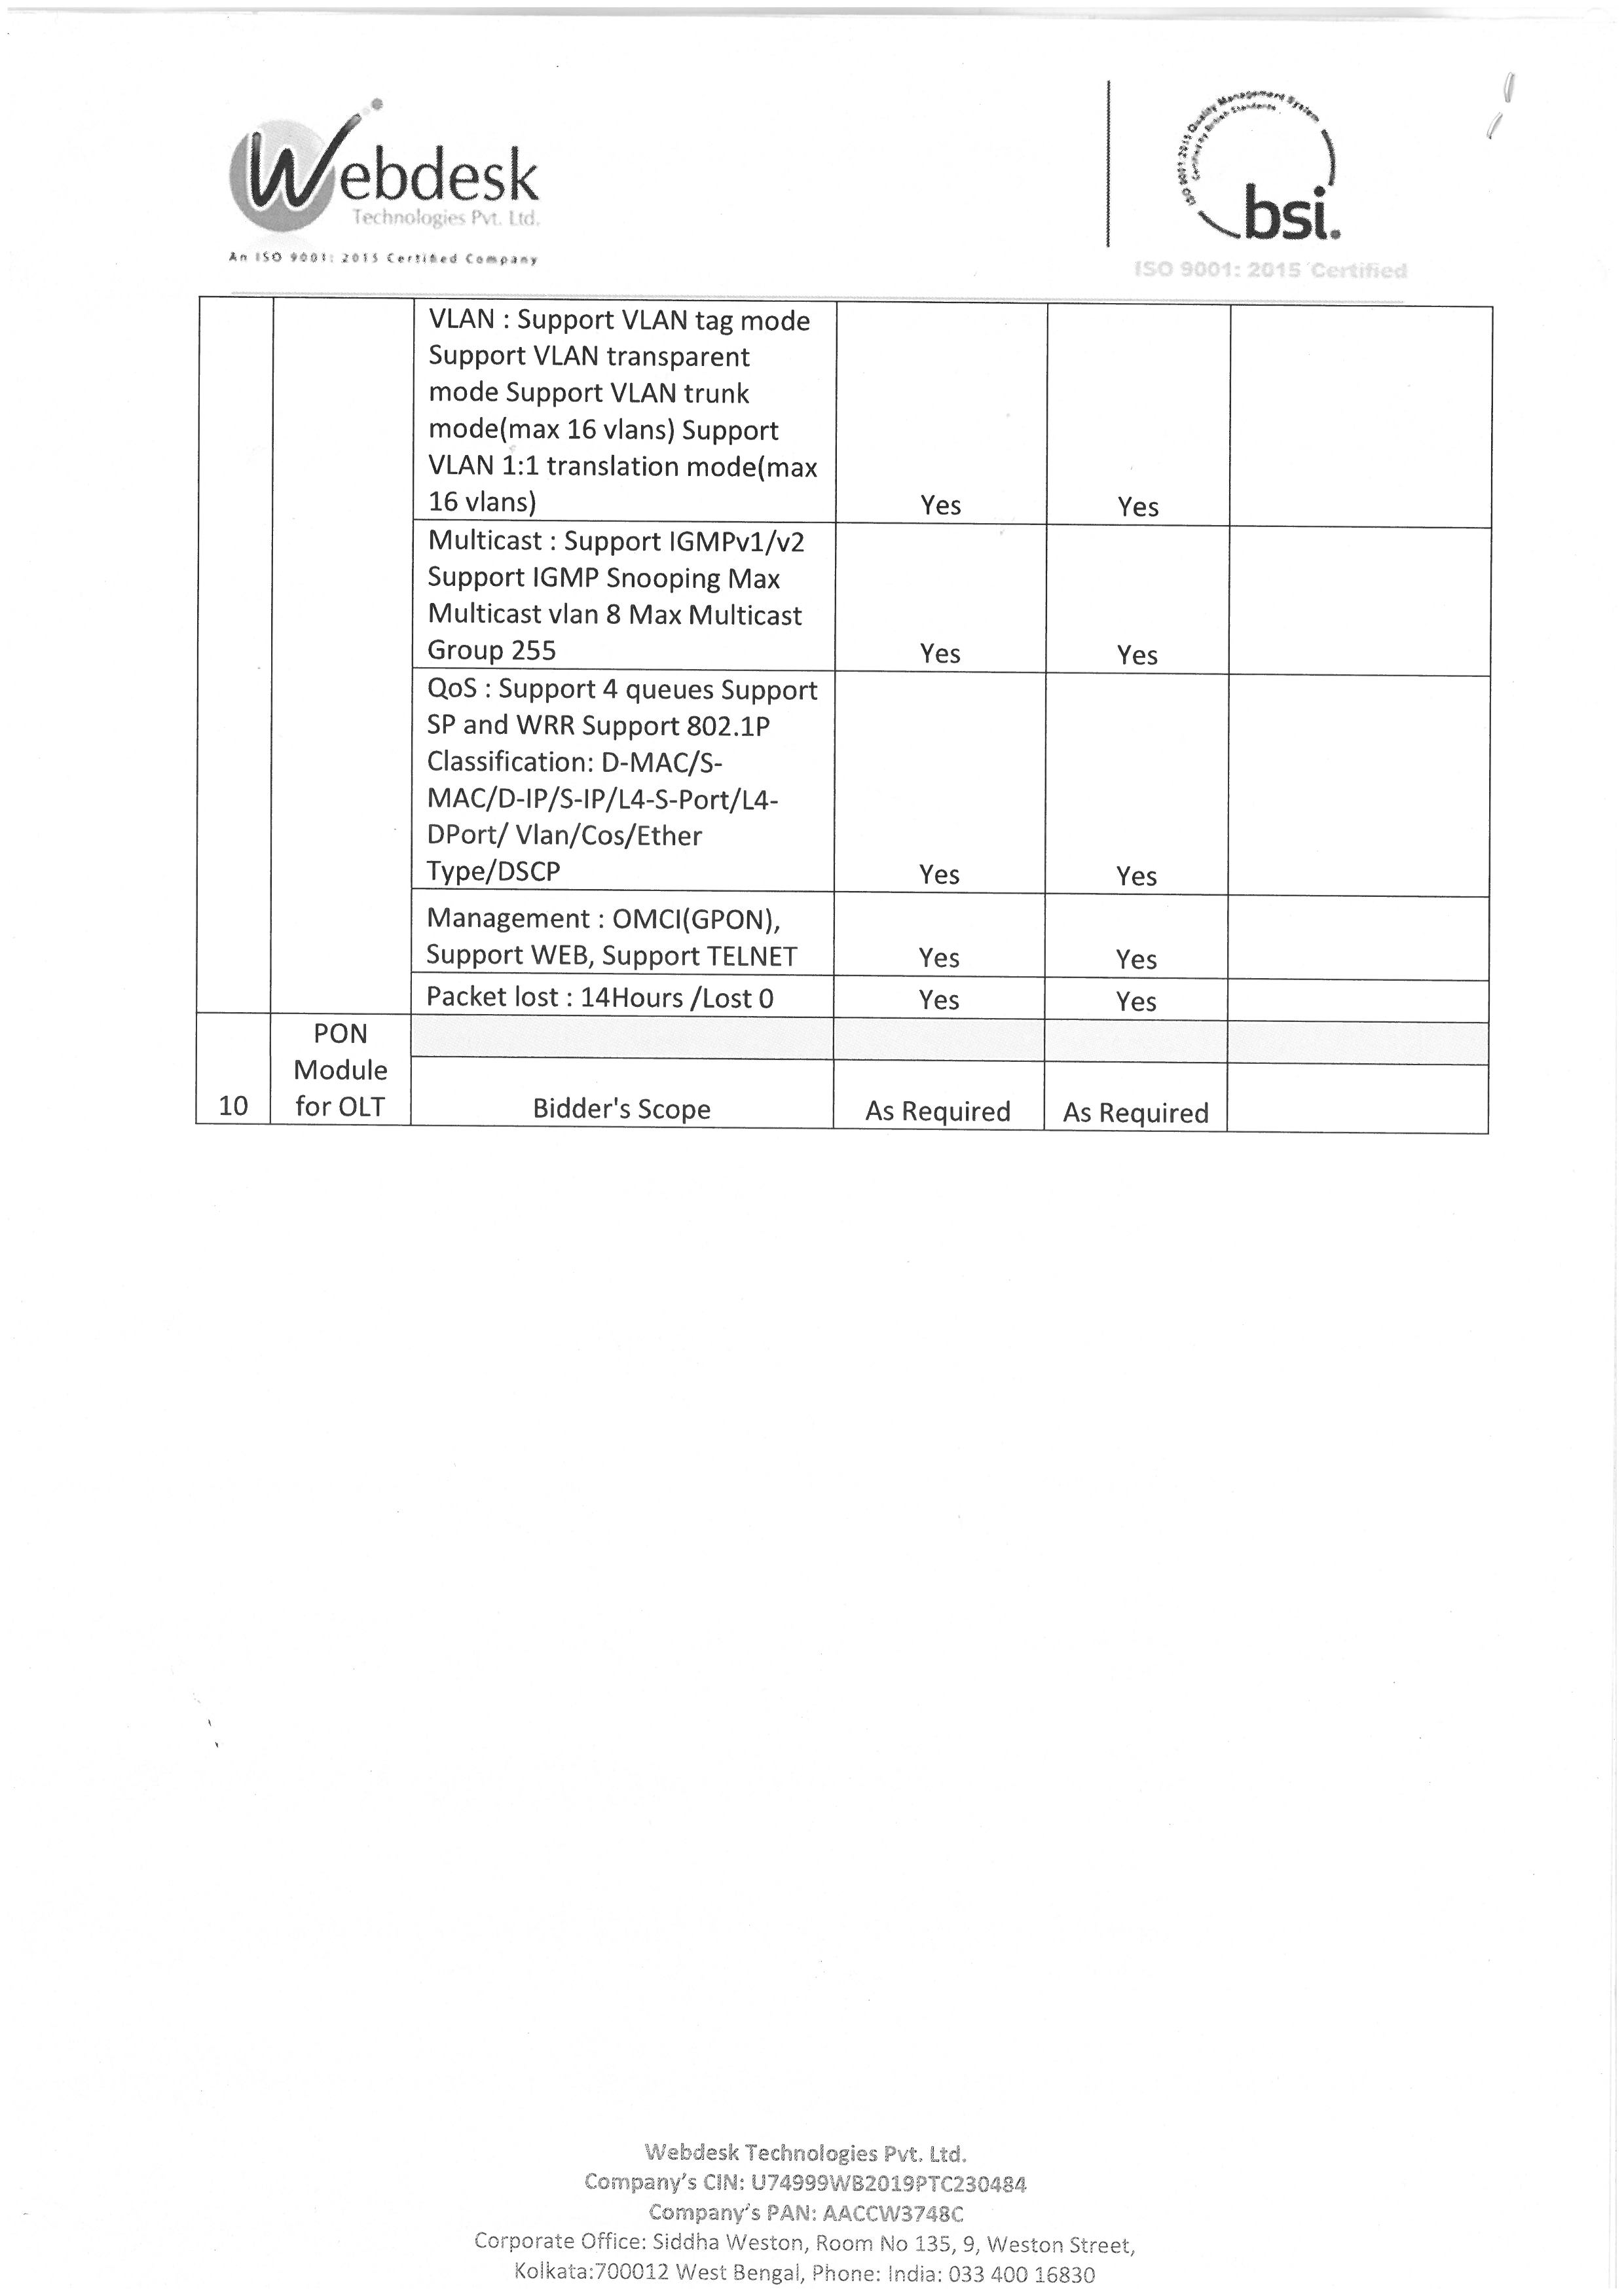 Webdesk
Technologies Pvt. Ltd.
An ISO 9001: 2015 Certified Company
ISO 9001:2015 Quality Management System
Certified by British Standards
bsi.
ISO 9001: 2015 Certified
VLAN : Support VLAN tag mode
Support VLAN transparent
mode Support VLAN trunk
mode(max 16 vlans) Support
VLAN 1:1 translation mode(max
16 vlans) Yes Yes
Multicast : Support IGMPv1/v2
Support IGMP Snooping Max
Multicast vlan 8 Max Multicast
Group 255 Yes Yes
QoS : Support 4 queues Support
SP and WRR Support 802.1P
Classification: D-MAC/S-
MAC/D-IP/S-IP/L4-S-Port/L4-
DPort/ Vlan/Cos/Ether
Type/DSCP Yes Yes
Management : OMCI(GPON),
Support WEB, Support TELNET Yes Yes
Packet lost : 14Hours /Lost 0 Yes Yes
PON
Module
10 for OLT Bidder's Scope As Required As Required
Webdesk Technologies Pvt. Ltd.
Company's CIN: U74999WB2019PTC230484
Company's PAN: AACCW3748C
Corporate Office: Siddha Weston, Room No 135, 9, Weston Street,
Kolkata:700012 West Bengal, Phone: India: 033 400 16830